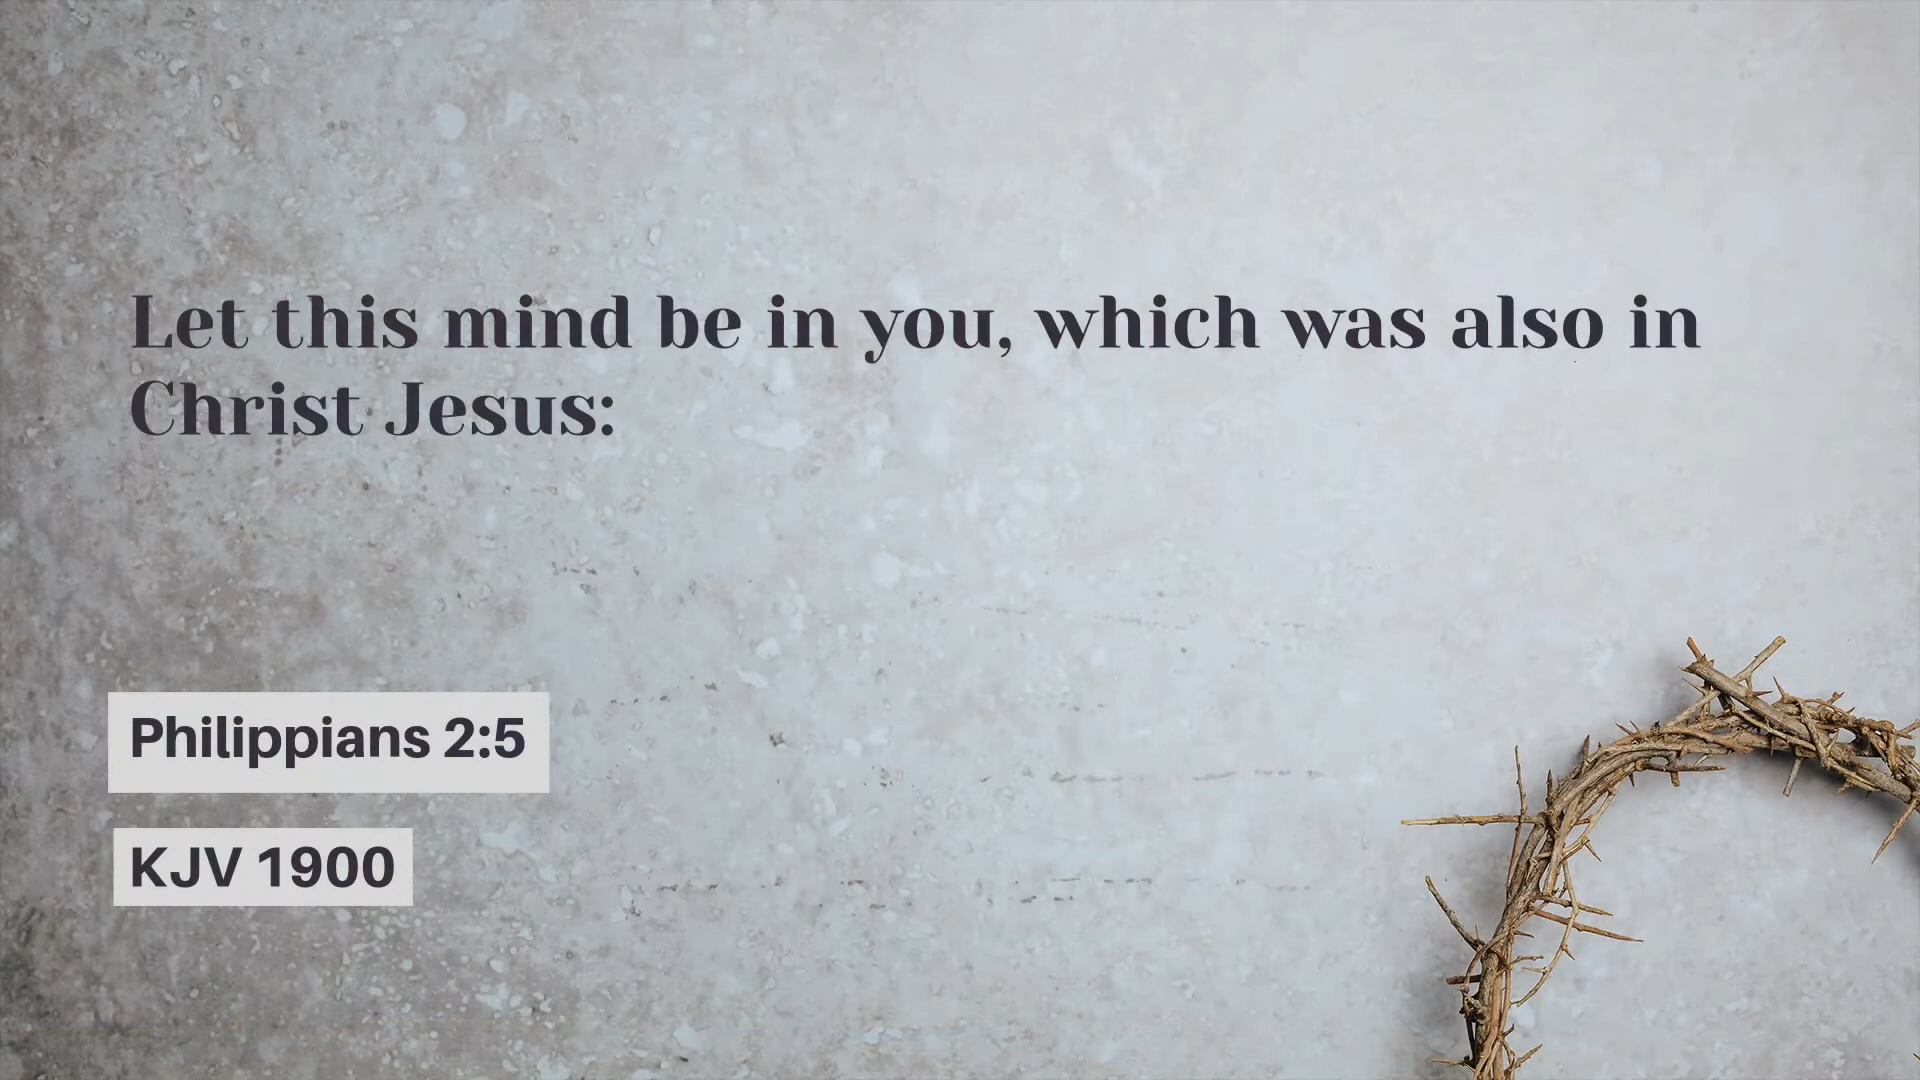 Let this mind be in you, which was also in
Christ Jesus:
Philippians 2:5
KJV 1900